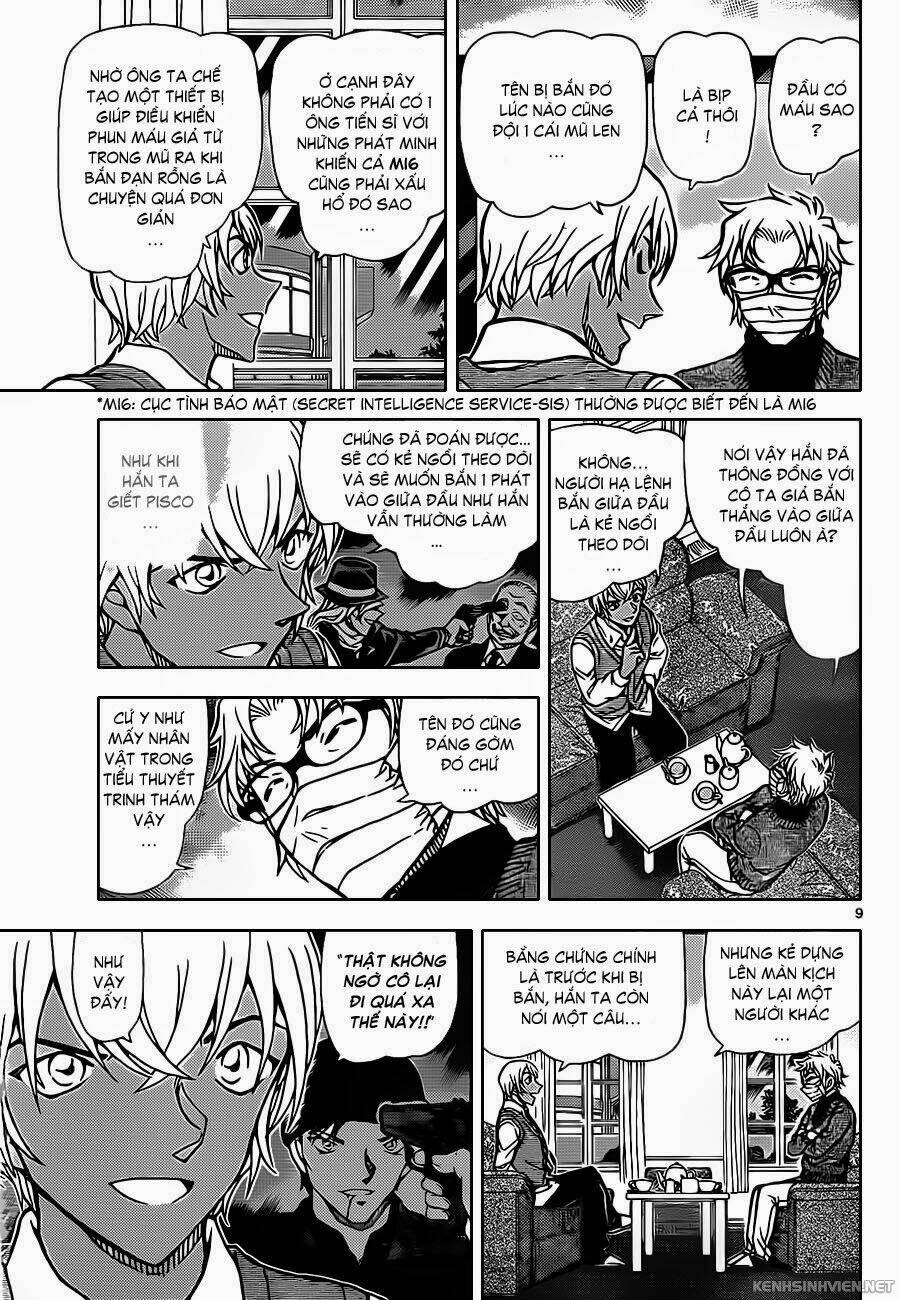 ĐẦU CÓ
MÁU SAO
?
LÀ BỊP
CẢ THÔI
!
TÊN BỊ BẮN ĐÓ
LÚC NÀO CŨNG
ĐỘI 1 CÁI MŨ LEN
...
Ở CẠNH ĐÂY
KHÔNG PHẢI CÓ 1
ÔNG TIẾN SĨ VỚI
NHỮNG PHÁT MINH
KHIẾN CẢ MI6
CŨNG PHẢI XẤU
HỔ ĐÓ SAO
NHỜ ÔNG TA CHẾ
TẠO MỘT THIẾT BỊ
GIÚP ĐIỀU KHIỂN
PHUN MÁU GIẢ TỪ
TRONG MŨ RA KHI
BẮN ĐẠN RỖNG LÀ
CHUYỆN QUÁ ĐƠN
GIẢN
...
*MI6: CỤC TÌNH BÁO MẬT (SECRET INTELLIGENCE SERVICE-SIS) THƯỜNG ĐƯỢC BIẾT ĐẾN LÀ MI6
NÓI VẬY HẮN ĐÃ
THÔNG ĐỒNG VỚI
CÔ TA GIẢ BẮN
THẲNG VÀO GIỮA
ĐẦU LUÔN À?
KHÔNG...
NGƯỜI HẠ LỆNH
BẮN GIỮA ĐẦU
LÀ KẺ NGỒI
THEO DÕI
...
CHÚNG ĐÃ ĐOÁN ĐƯỢC...
SẼ CÓ KẺ NGỒI THEO DÕI
VÀ SẼ MUỐN BẮN 1 PHÁT
VÀO GIỮA ĐẦU NHƯ HẮN
VẪN THƯỜNG LÀM
...
NHƯ KHI
HẮN TA
GIẾT PISCO
...
TÊN ĐÓ CŨNG
ĐÁNG GỜM
ĐÓ CHỨ
...
CỨ Y NHƯ
MẤY NHÂN
VẬT TRONG
TIỂU THUYẾT
TRINH THÁM
VẬY
...
9
NHƯNG KẺ DỰNG
LÊN MÀN KỊCH
NÀY LẠI MỘT
NGƯỜI KHÁC
...
BẰNG CHỨNG CHÍNH
LÀ TRƯỚC KHI BỊ
BẮN, HẮN TA CÒN
NÓI MỘT CÂU...
"THẬT KHÔNG
NGỜ CÔ LẠI
ĐI QUÁ XA
THẾ NÀY!!"
NHƯ
VẬY
ĐẤY!
KENHSINHVIEN.NET